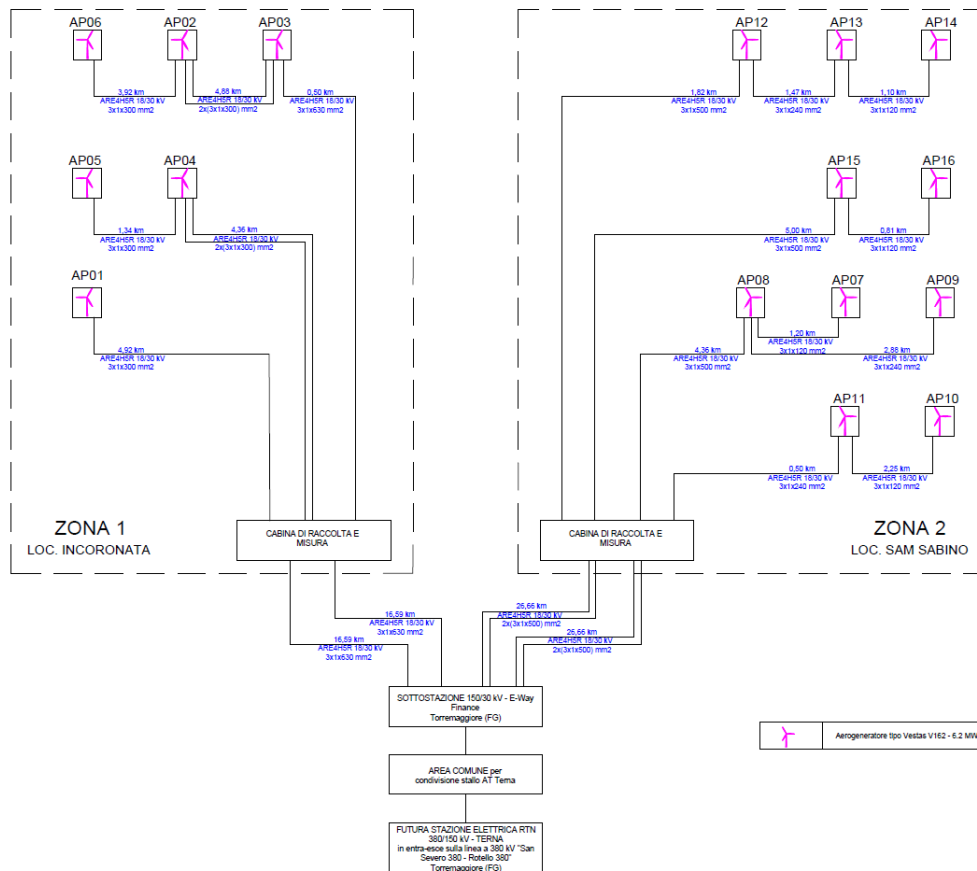 AP06
AP02
AP03
3,92 km
ARE4H5R 18/30 kV
3x1x300 mm2
4,68 km
ARE4H5R 18/30 kV
2x(3x1x300) mm2
0,50 km
ARE4H5R 18/30 kV
3x1x630 mm2
AP05
AP04
1,34 km
ARE4H5R 18/30 kV
3x1x300 mm2
4,36 km
ARE4H5R 18/30 kV
2x(3x1x300) mm2
AP01
4,92 km
ARE4H5R 18/30 kV
3x1x300 mm2
ZONA 1
LOC. INCORONATA
CABINA DI RACCOLTA E
MISURA
AP12
AP13
AP14
1,62 km
ARE4H5R 18/30 kV
3x1x500 mm2
1,47 km
ARE4H5R 18/30 kV
3x1x240 mm2
1,10 km
ARE4H5R 18/30 kV
3x1x120 mm2
AP15
AP16
5,00 km
ARE4H5R 18/30 kV
3x1x500 mm2
0,81 km
ARE4H5R 18/30 kV
3x1x120 mm2
AP08
AP07
AP09
1,20 km
ARE4H5R 18/30 kV
3x1x120 mm2
4,36 km
ARE4H5R 18/30 kV
3x1x500 mm2
2,88 km
ARE4H5R 18/30 kV
3x1x240 mm2
AP11
AP10
0,50 km
ARE4H5R 18/30 kV
3x1x240 mm2
2,25 km
ARE4H5R 18/30 kV
3x1x120 mm2
CABINA DI RACCOLTA E
MISURA
ZONA 2
LOC. SAM SABINO
16,59 km
ARE4H5R 18/30 kV
3x1x630 mm2
16,59 km
ARE4H5R 18/30 kV
3x1x630 mm2
26,66 km
ARE4H5R 18/30 kV
2x(3x1x500) mm2
26,66 km
ARE4H5R 18/30 kV
2x(3x1x500) mm2
SOTTOSTAZIONE 150/30 kV - E-Way
Finance
Torremaggiore (FG)
Aerogeneratore tipo Vestas V162 - 6.2 MW
AREA COMUNE per
condivisione stallo AT Terna
FUTURA STAZIONE ELETTRICA RTN
380/150 kV - TERNA
in entra-esce sulla linea a 380 kV "San
Severo 380 - Rotello 380"
Torremaggiore (FG)